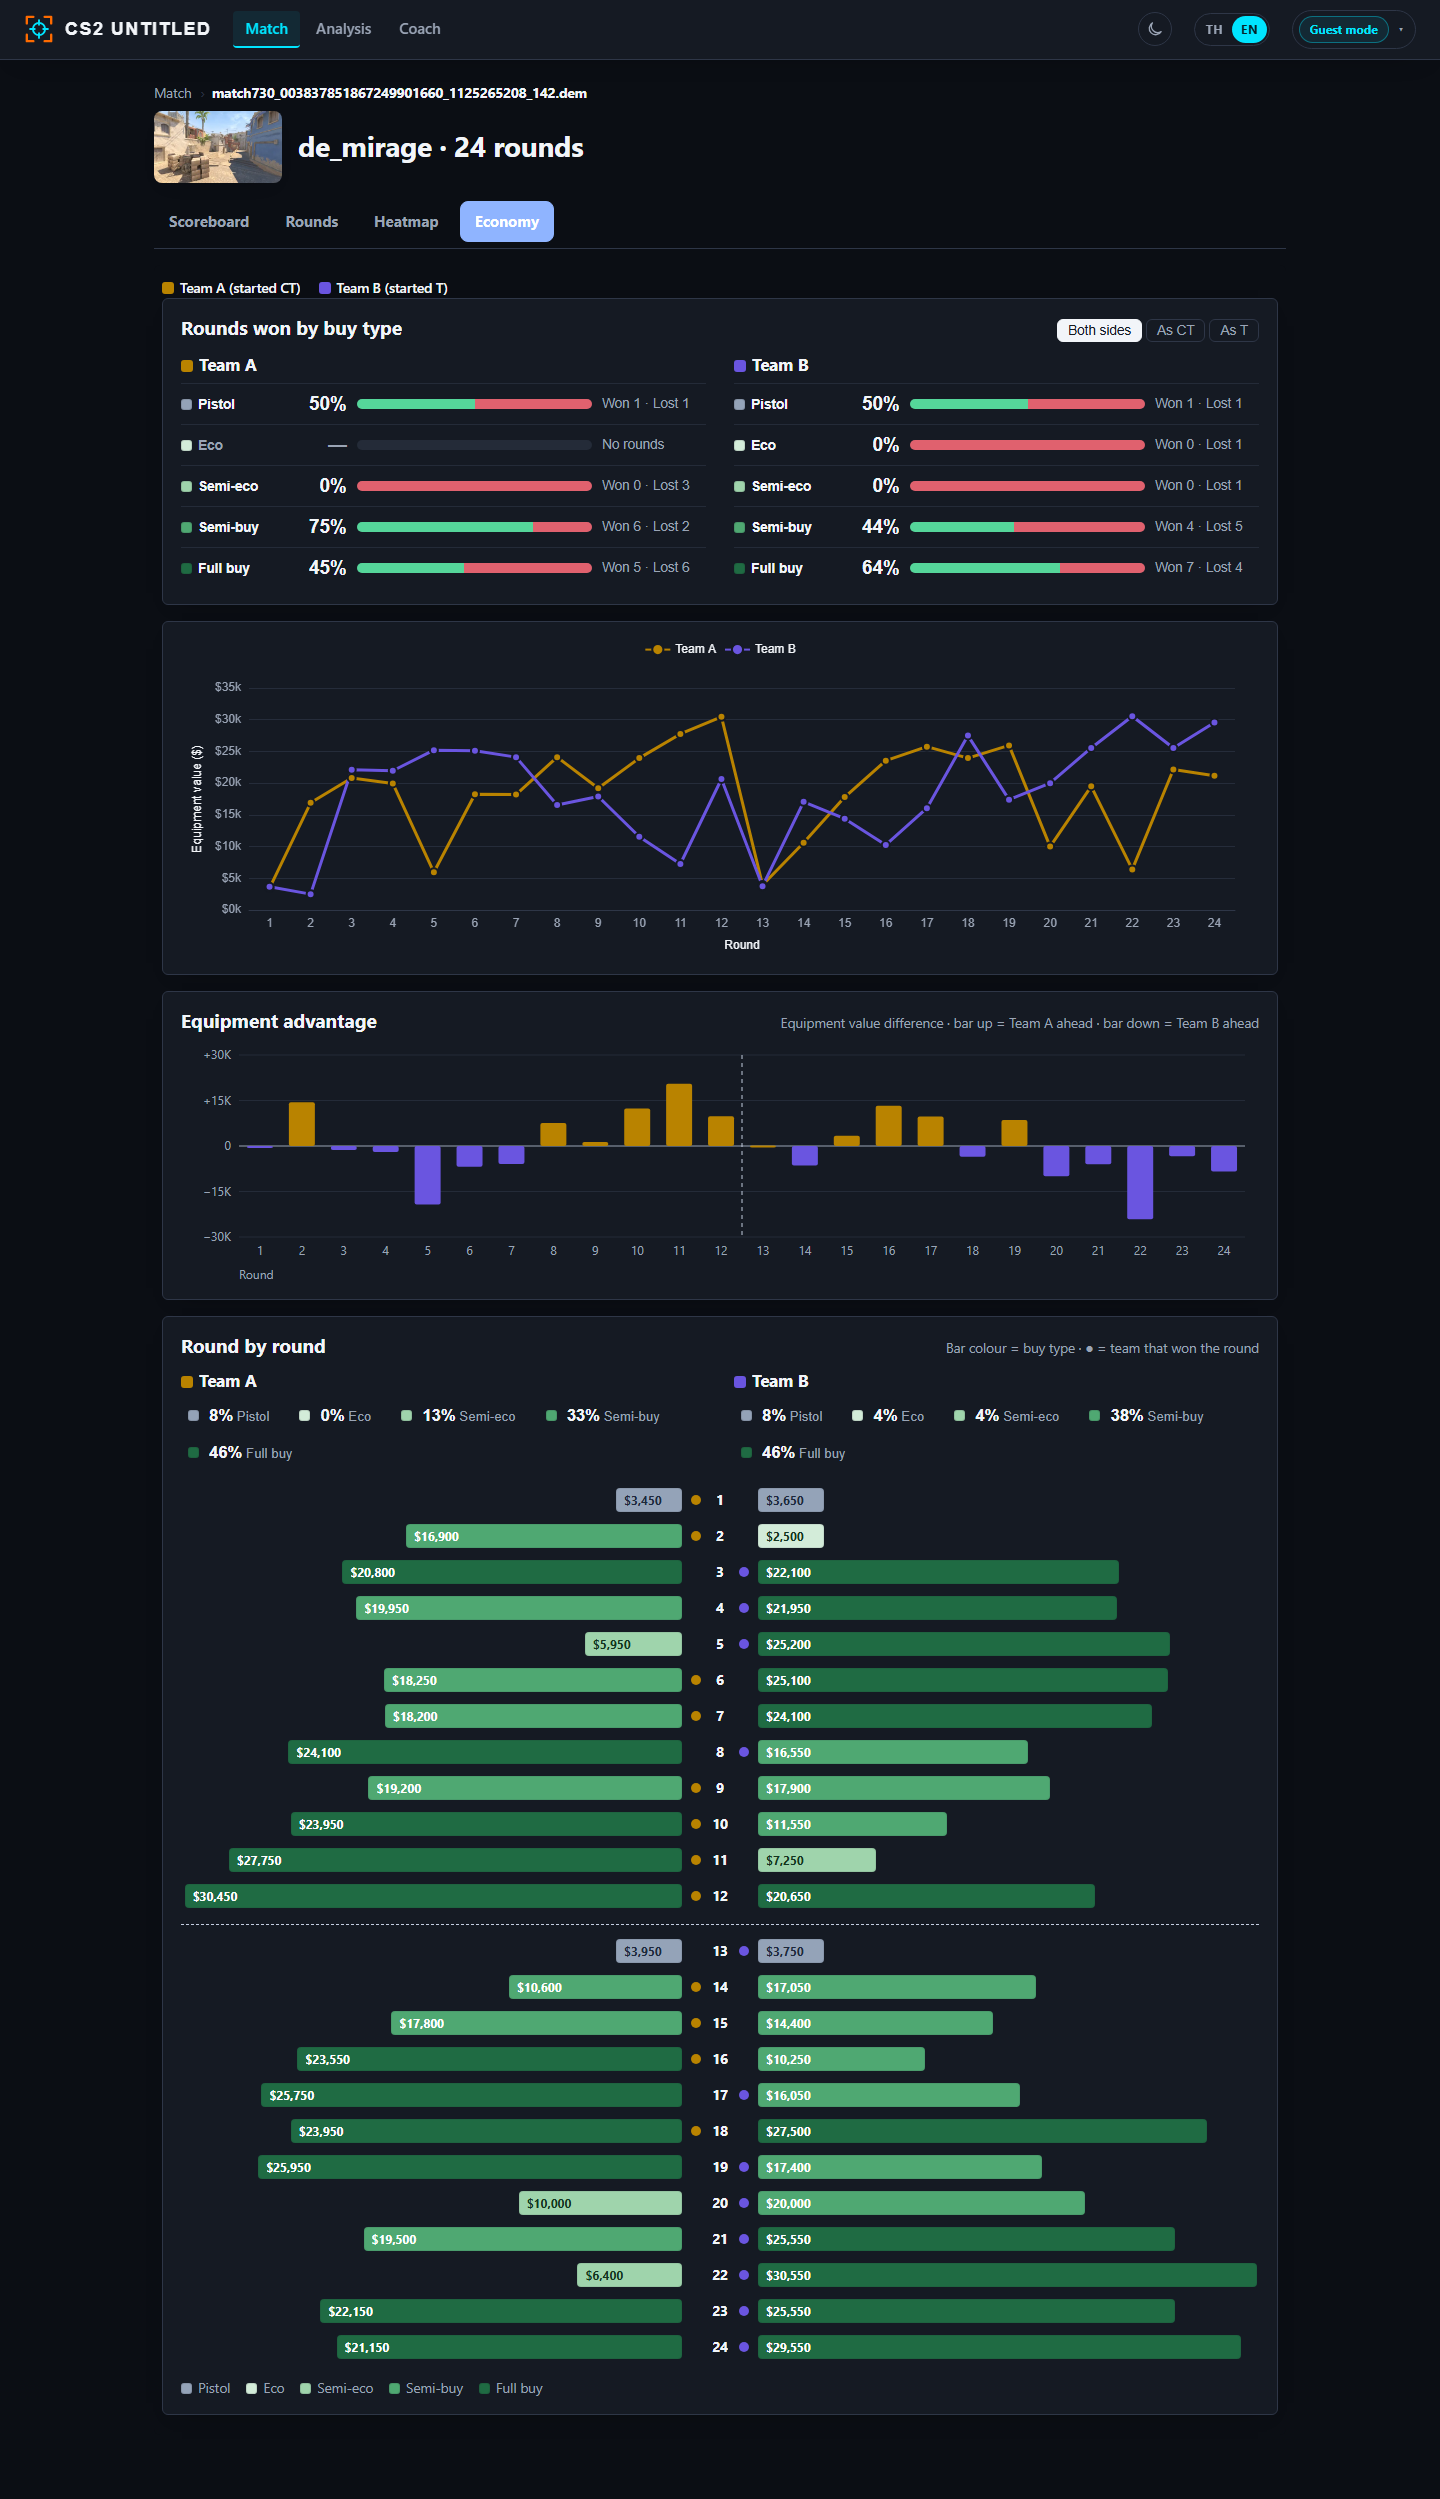 CS2 UNTITLED Match Analysis Coach TH EN Guest mode
Match › match730_003837851867249901660_1125265208_142.dem
de_mirage · 24 rounds
Scoreboard Rounds Heatmap Economy
Team A (started CT) Team B (started T)
Rounds won by buy type Both sides As CT As T
Team A Team B
Pistol 50% Won 1 · Lost 1 Pistol 50% Won 1 · Lost 1
Eco — No rounds Eco 0% Won 0 · Lost 1
Semi-eco 0% Won 0 · Lost 3 Semi-eco 0% Won 0 · Lost 1
Semi-buy 75% Won 6 · Lost 2 Semi-buy 44% Won 4 · Lost 5
Full buy 45% Won 5 · Lost 6 Full buy 64% Won 7 · Lost 4
Team A Team B
Equipment value ($)
$35k
$30k
$25k
$20k
$15k
$10k
$5k
$0k
1 2 3 4 5 6 7 8 9 10 11 12 13 14 15 16 17 18 19 20 21 22 23 24
Round
Equipment advantage Equipment value difference · bar up = Team A ahead · bar down = Team B ahead
+30K
+15K
0
−15K
−30K
1 2 3 4 5 6 7 8 9 10 11 12 13 14 15 16 17 18 19 20 21 22 23 24
Round
Round by round Bar colour = buy type · ● = team that won the round
Team A Team B
8% Pistol 0% Eco 13% Semi-eco 33% Semi-buy 8% Pistol 4% Eco 4% Semi-eco 38% Semi-buy
46% Full buy 46% Full buy
$3,450 1 $3,650
$16,900 2 $2,500
$20,800 3 $22,100
$19,950 4 $21,950
$5,950 5 $25,200
$18,250 6 $25,100
$18,200 7 $24,100
$24,100 8 $16,550
$19,200 9 $17,900
$23,950 10 $11,550
$27,750 11 $7,250
$30,450 12 $20,650
$3,950 13 $3,750
$10,600 14 $17,050
$17,800 15 $14,400
$23,550 16 $10,250
$25,750 17 $16,050
$23,950 18 $27,500
$25,950 19 $17,400
$10,000 20 $20,000
$19,500 21 $25,550
$6,400 22 $30,550
$22,150 23 $25,550
$21,150 24 $29,550
Pistol Eco Semi-eco Semi-buy Full buy